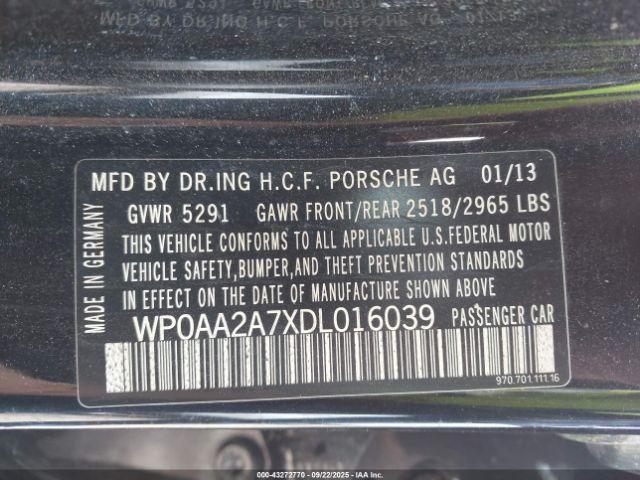 MFD BY DR.ING H.C.F. PORSCHE AG 01/13
GVWR 5291 GAWR FRONT/REAR 2518/2965 LBS
THIS VEHICLE CONFORMS TO ALL APPLICABLE U.S.FEDERAL MOTOR
VEHICLE SAFETY,BUMPER,AND THEFT PREVENTION STANDARDS
IN EFFECT ON THE DATE OF MANUFACTURE SHOWN ABOVE
WP0AA2A7XDL016039 PASSENGER CAR
MADE IN GERMANY
970.701.111.16
000-43272770 - 09/22/2025 - IAAI.COM